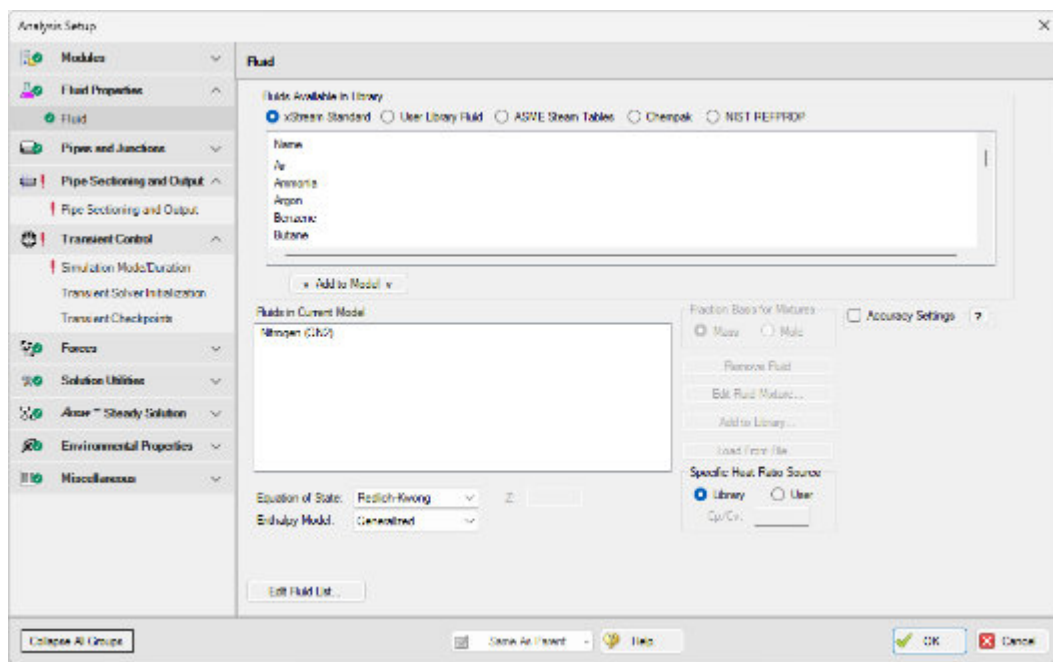 Analysis Setup
Modules
Fluid Properties
Fluid
Pipes and Junctions
Pipe Sectioning and Output
Pipe Sectioning and Output
Transient Control
Simulation Mode/Duration
Transient Solver Initialization
Transient Checkpoints
Forces
Solution Utilities
Arrow™ Steady Solution
Environmental Properties
Miscellaneous
Collapse All Groups
Fluid
Fluids Available in Library
xStream Standard
User Library Fluid
ASME Steam Tables
Chempak
NIST REFPROP
Name
Air
Ammonia
Argon
Benzene
Butane
Add to Model
Fluids in Current Model
Nitrogen (GN2)
Fraction Basis for Mixtures
Mass
Mole
Accuracy Settings
?
Remove Fluid
Edit Fluid Mixture...
Add to Library...
Load From File
Specific Heat Ratio Source
Library
User
Cp/Cv:
Equation of State: Redlich-Kwong
Z:
Enthalpy Model: Generalized
Edit Fluid List...
Same As Parent
Help
OK
Cancel